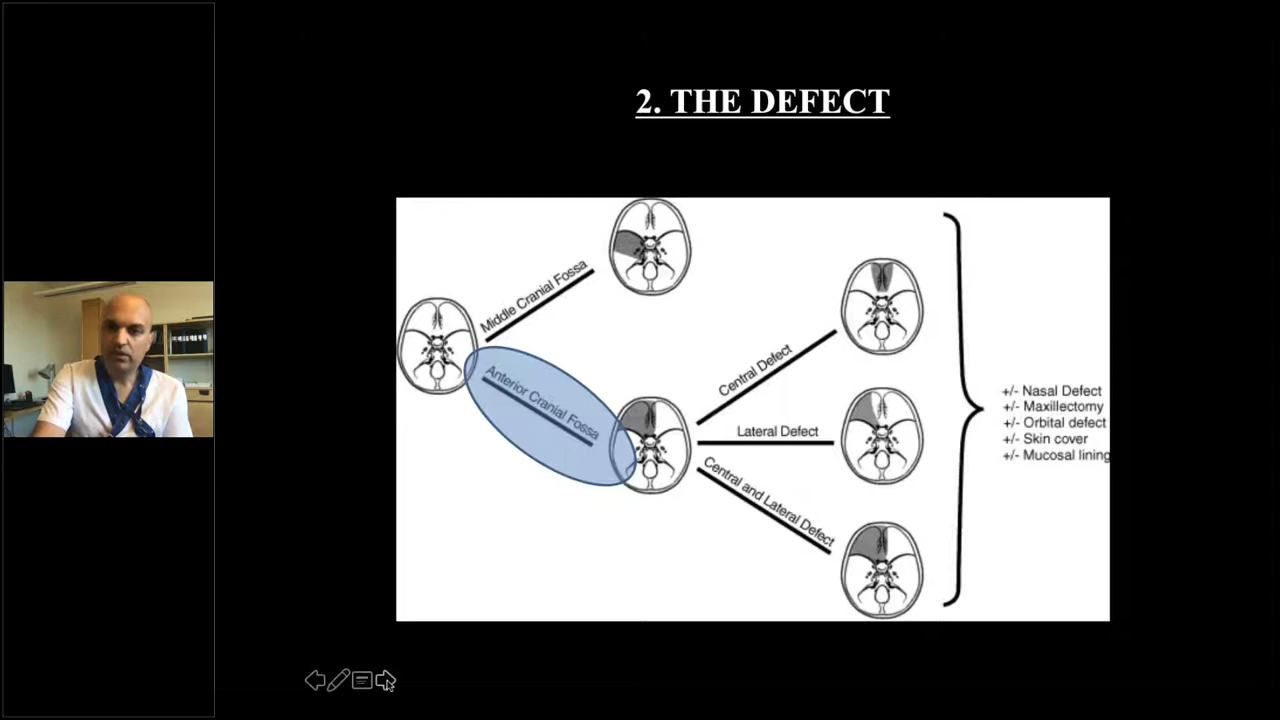 2. THE DEFECT
Middle Cranial Fossa
Anterior Cranial Fossa
Central Defect
Lateral Defect
Central and Lateral Defect
+/- Nasal Defect
+/- Maxillectomy
+/- Orbital defect
+/- Skin cover
+/- Mucosal lining